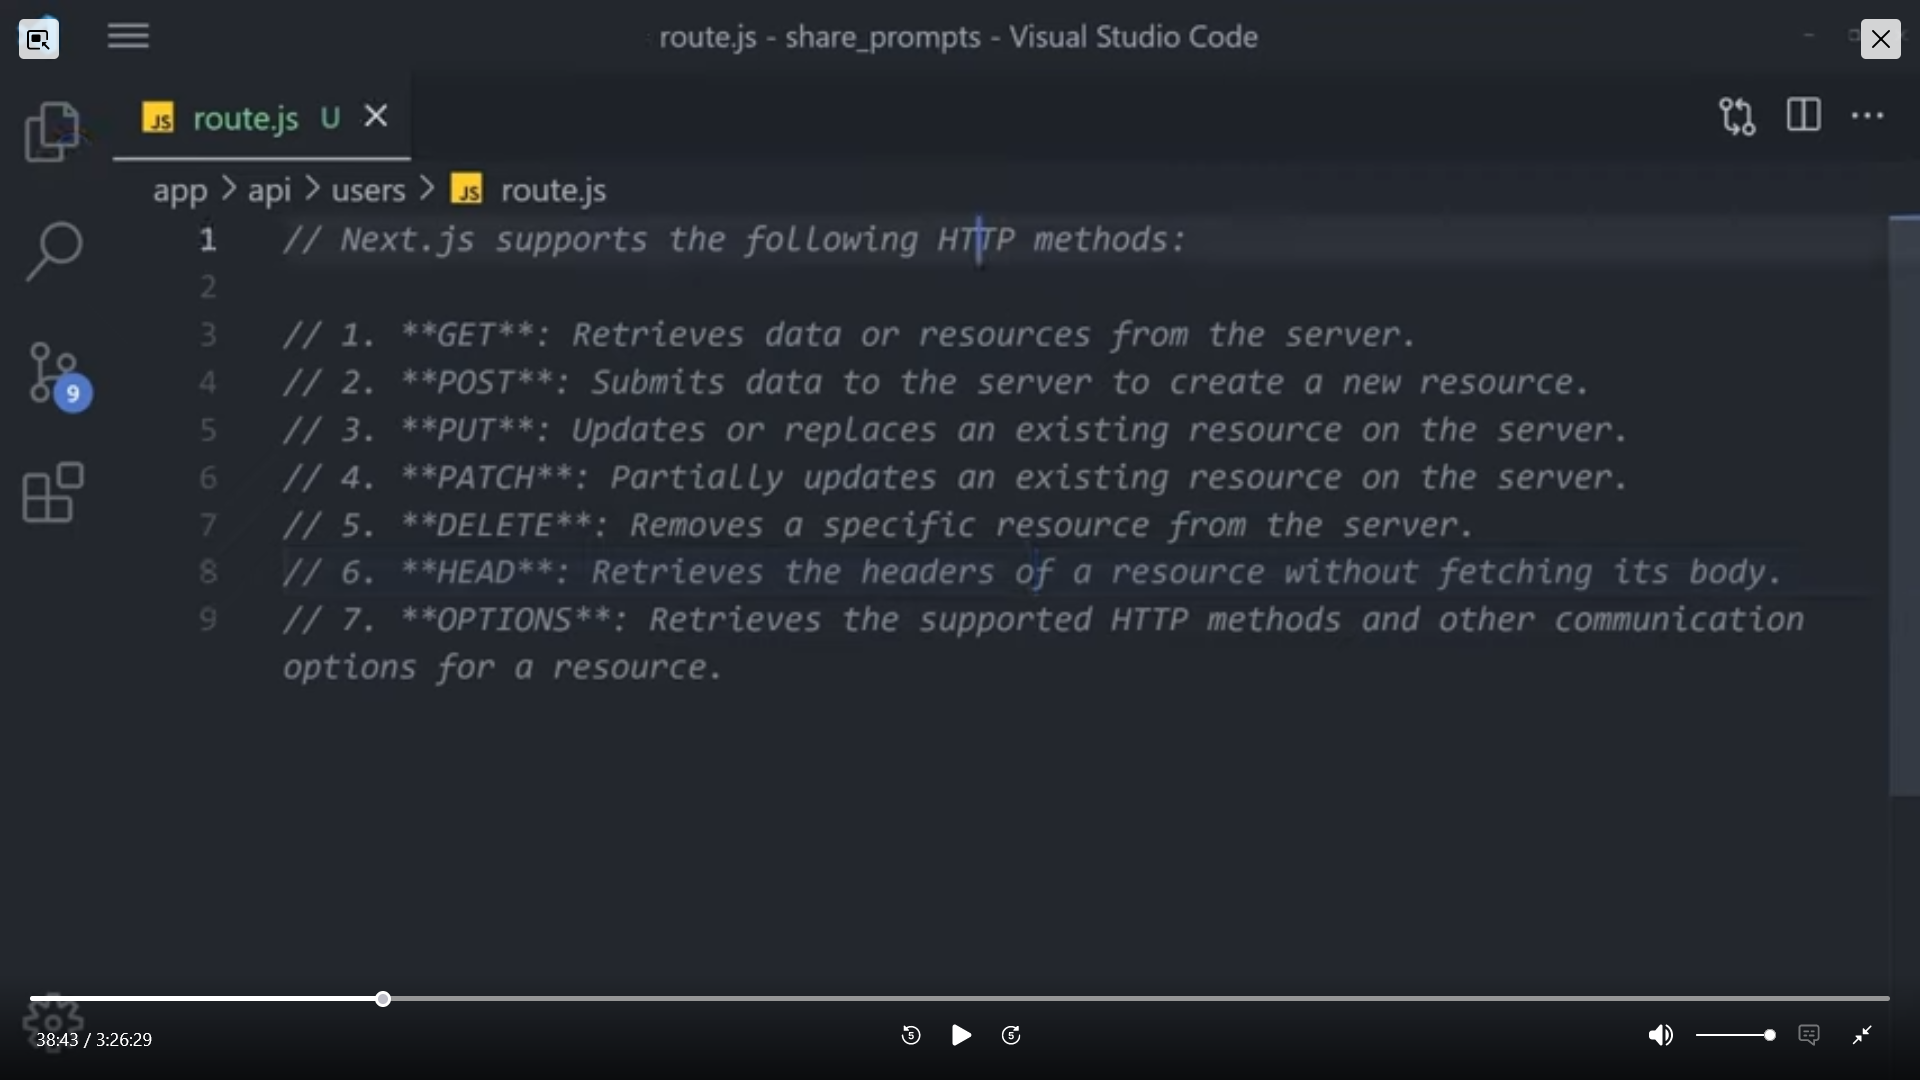 route.js - share_prompts - Visual Studio Code
JS route.js U
app > api > users > JS route.js
1 // Next.js supports the following HTTP methods:
2
3 // 1. **GET**: Retrieves data or resources from the server.
4 // 2. **POST**: Submits data to the server to create a new resource.
5 // 3. **PUT**: Updates or replaces an existing resource on the server.
6 // 4. **PATCH**: Partially updates an existing resource on the server.
7 // 5. **DELETE**: Removes a specific resource from the server.
8 // 6. **HEAD**: Retrieves the headers of a resource without fetching its body.
9 // 7. **OPTIONS**: Retrieves the supported HTTP methods and other communication
options for a resource.
9
38:43 / 3:26:29
5 5